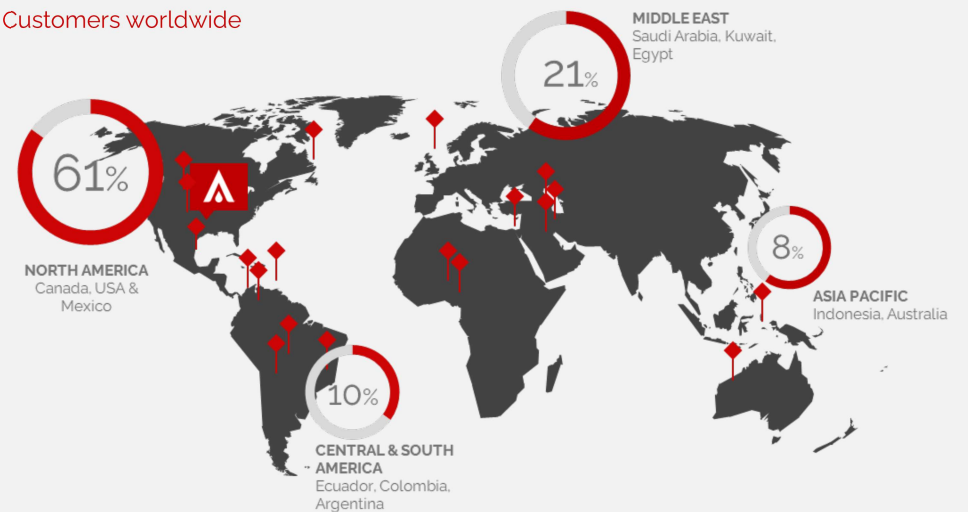 Customers worldwide
MIDDLE EAST
Saudi Arabia, Kuwait,
Egypt
21%
61%
NORTH AMERICA
Canada, USA &
Mexico
8%
ASIA PACIFIC
Indonesia, Australia
10%
CENTRAL & SOUTH
AMERICA
Ecuador, Colombia,
Argentina